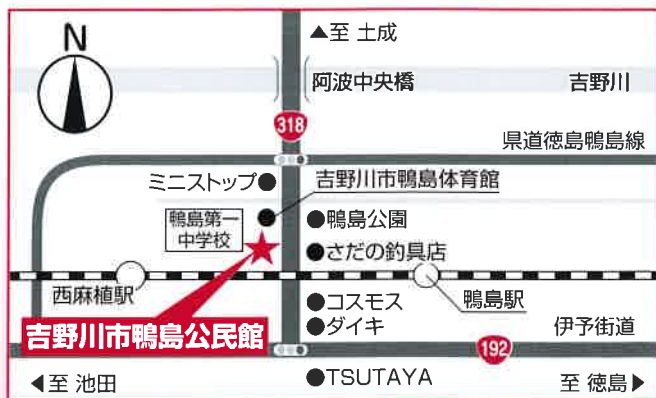 N
▲至 土成
阿波中央橋
吉野川
318
県道徳島鴨島線
ミニストップ●
吉野川市鴨島体育館
鴨島第一
中学校
●鴨島公園
●さだの釣具店
西麻植駅
鴨島駅
●コスモス
●ダイキ
伊予街道
吉野川市鴨島公民館
192
◀至 池田
●TSUTAYA
至 徳島▶